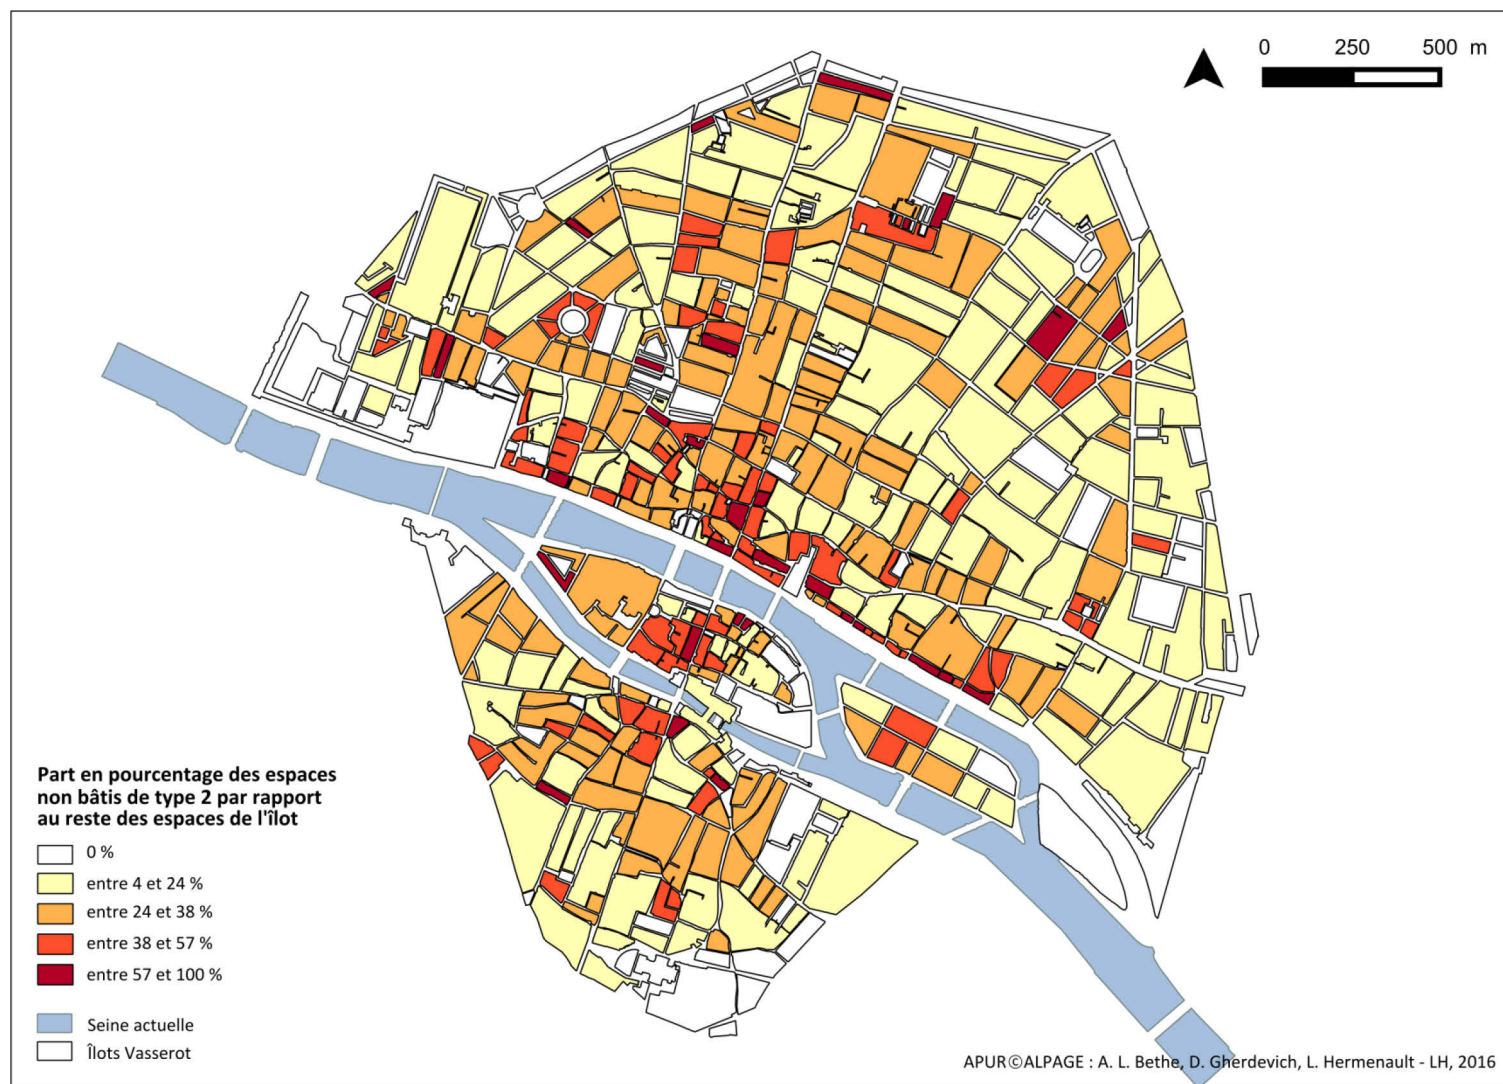 0 250 500 m
Part en pourcentage des espaces
non bâtis de type 2 par rapport
au reste des espaces de l'îlot
0 %
entre 4 et 24 %
entre 24 et 38 %
entre 38 et 57 %
entre 57 et 100 %
Seine actuelle
Îlots Vasserot
APUR©ALPAGE : A. L. Bethe, D. Gherdevich, L. Hermenault - LH, 2016